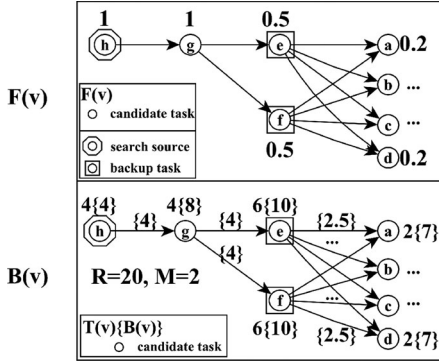 1 1 0.5
h g e a 0.2
F(v) F(v) b ...
candidate task
search source f c ...
backup task 0.5 d 0.2
4{4} {4} 4{8} {4} 6{10} {2.5}
h g e a 2{7}
{4} ...
B(v) R=20, M=2 b ...
... c ...
T(v){B(v)} f
candidate task 6{10} {2.5} d 2{7}